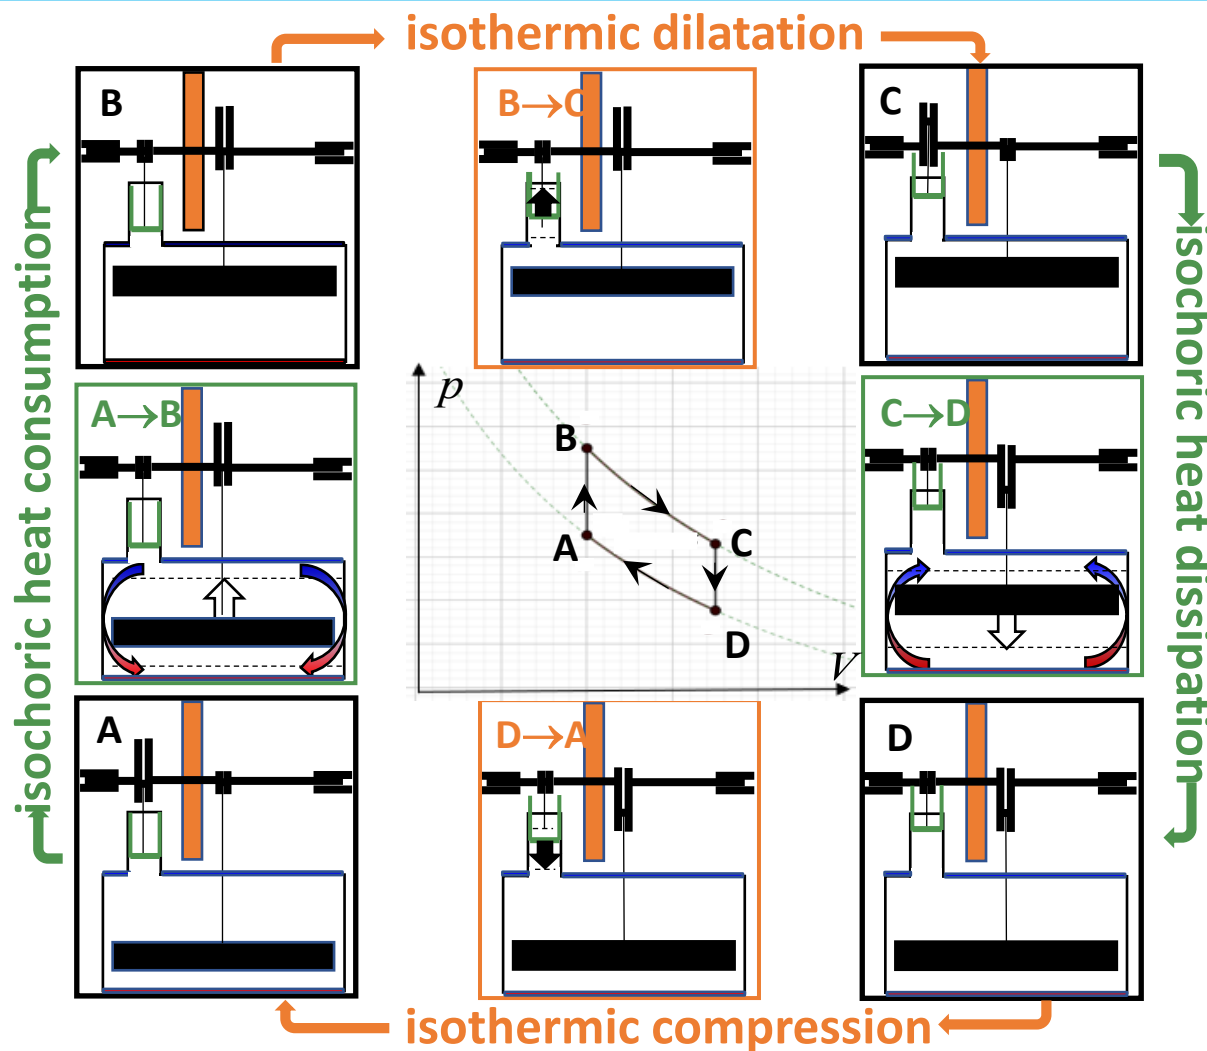 isothermic dilatation
B
B→C
C
isochoric heat consumption
isochoric heat dissipation
A→B
C→D
p
B
A
C
D
V
A
D→A
D
isothermic compression